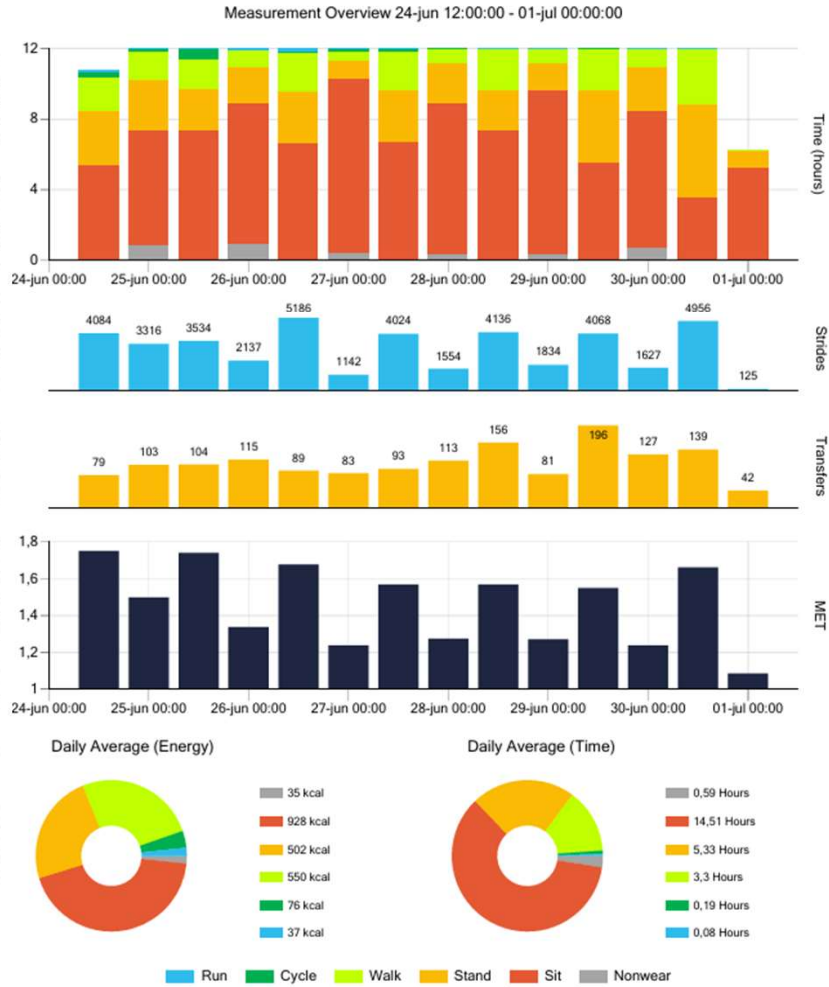 Measurement Overview 24-jun 12:00:00 - 01-jul 00:00:00
12
8
4
0
Time (hours)
24-jun 00:00 25-jun 00:00 26-jun 00:00 27-jun 00:00 28-jun 00:00 29-jun 00:00 30-jun 00:00 01-jul 00:00
4084 3316 3534 2137 5186 1142 4024 1554 4136 1834 4068 1627 4956 125
Strides
79 103 104 115 89 83 93 113 156 81 196 127 139 42
Transfers
1,8
1,6
1,4
1,2
1
MET
24-jun 00:00 25-jun 00:00 26-jun 00:00 27-jun 00:00 28-jun 00:00 29-jun 00:00 30-jun 00:00 01-jul 00:00
Daily Average (Energy)
35 kcal
928 kcal
502 kcal
550 kcal
76 kcal
37 kcal
Daily Average (Time)
0,59 Hours
14,51 Hours
5,33 Hours
3,3 Hours
0,19 Hours
0,08 Hours
Run Cycle Walk Stand Sit Nonwear